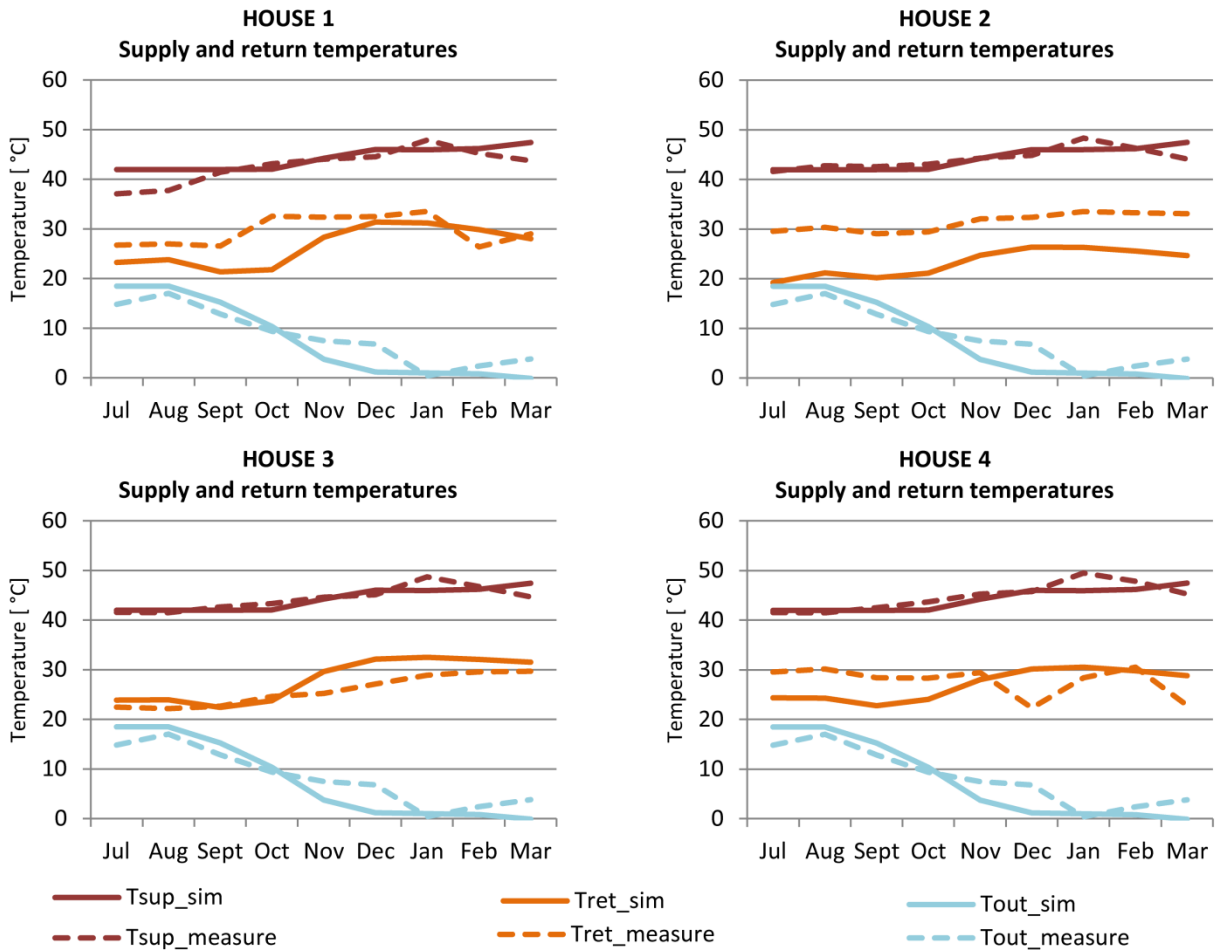 HOUSE 1
Supply and return temperatures
Temperature [ °C]
60
50
40
30
20
10
0
Jul Aug Sept Oct Nov Dec Jan Feb Mar
HOUSE 2
Supply and return temperatures
Temperature [ °C]
60
50
40
30
20
10
0
Jul Aug Sept Oct Nov Dec Jan Feb Mar
HOUSE 3
Supply and return temperatures
Temperature [ °C]
60
50
40
30
20
10
0
Jul Aug Sept Oct Nov Dec Jan Feb Mar
HOUSE 4
Supply and return temperatures
Temperature [ °C]
60
50
40
30
20
10
0
Jul Aug Sept Oct Nov Dec Jan Feb Mar
Tsup_sim Tret_sim Tout_sim
Tsup_measure Tret_measure Tout_measure